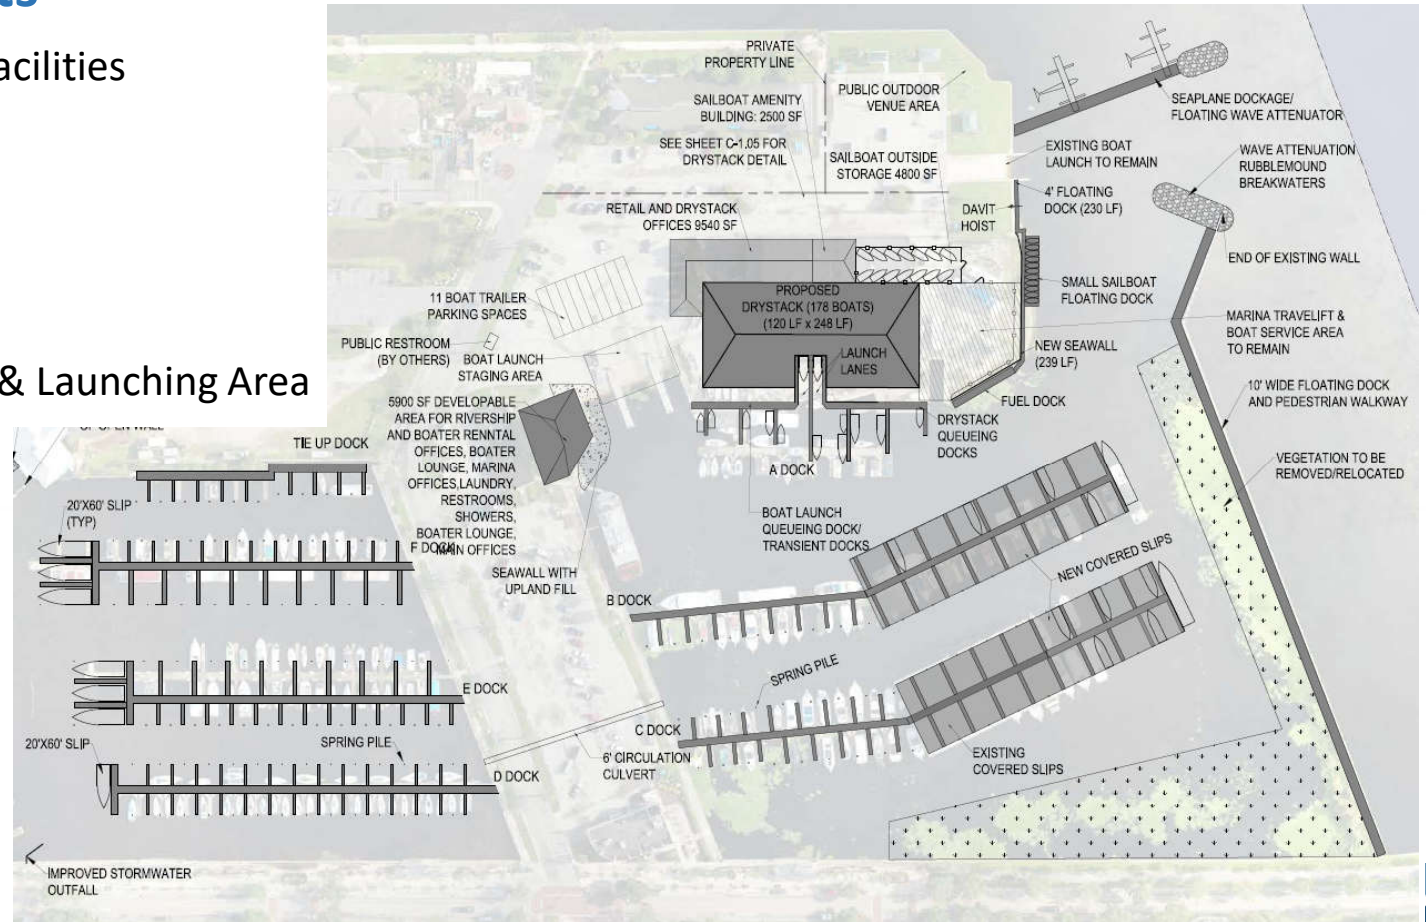 acilities
& Launching Area
PRIVATE
PROPERTY LINE
PUBLIC OUTDOOR
VENUE AREA
SAILBOAT AMENITY
BUILDING: 2500 SF
SEE SHEET C-1.05 FOR
DRYSTACK DETAIL
SAILBOAT OUTSIDE
STORAGE 4800 SF
RETAIL AND DRYSTACK
OFFICES 9540 SF
SEAPLANE DOCKAGE/
FLOATING WAVE ATTENUATOR
EXISTING BOAT
LAUNCH TO REMAIN
WAVE ATTENUATION
RUBBLEMOUND
BREAKWATERS
4' FLOATING
DOCK (230 LF)
DAVIT
HOIST
END OF EXISTING WALL
SMALL SAILBOAT
FLOATING DOCK
MARINA TRAVELIFT &
BOAT SERVICE AREA
TO REMAIN
NEW SEAWALL
(239 LF)
10' WIDE FLOATING DOCK
AND PEDESTRIAN WALKWAY
FUEL DOCK
VEGETATION TO BE
REMOVED/RELOCATED
11 BOAT TRAILER
PARKING SPACES
PUBLIC RESTROOM
(BY OTHERS)
BOAT LAUNCH
STAGING AREA
PROPOSED
DRYSTACK (178 BOATS)
(120 LF x 248 LF)
LAUNCH
LANES
DRYSTACK
QUEUEING
DOCKS
A DOCK
BOAT LAUNCH
QUEUEING DOCK/
TRANSIENT DOCKS
5900 SF DEVELOPABLE
AREA FOR RIVERSHIP
AND BOATER RENNTAL
OFFICES, BOATER
LOUNGE, MARINA
OFFICES,LAUNDRY,
RESTROOMS,
SHOWERS,
BOATER LOUNGE,
MAIN OFFICES
SEAWALL WITH
UPLAND FILL
TIE UP DOCK
20'X60' SLIP
(TYP)
F DOCK
NEW COVERED SLIPS
B DOCK
SPRING PILE
E DOCK
C DOCK
20'X60' SLIP
SPRING PILE
D DOCK
6' CIRCULATION
CULVERT
EXISTING
COVERED SLIPS
IMPROVED STORMWATER
OUTFALL